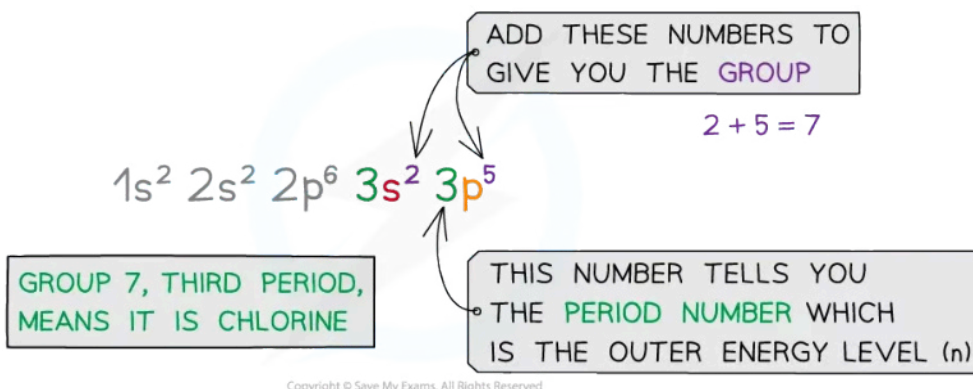 ADD THESE NUMBERS TO
GIVE YOU THE GROUP
2 + 5 = 7
1s² 2s² 2p⁶ 3s² 3p⁵
GROUP 7, THIRD PERIOD,
MEANS IT IS CHLORINE
THIS NUMBER TELLS YOU
THE PERIOD NUMBER WHICH
IS THE OUTER ENERGY LEVEL (n)
Copyright © Save My Exams. All Rights Reserved